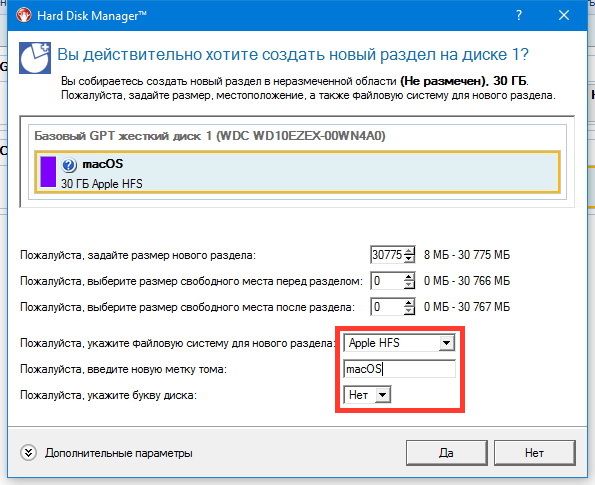 Hard Disk Manager™
Вы действительно хотите создать новый раздел на диске 1?
Вы собираетесь создать новый раздел в неразмеченной области (Не размечен), 30 ГБ.
Пожалуйста, задайте размер, местоположение, а также файловую систему для нового раздела.
Базовый GPT жесткий диск 1 (WDC WD10EZEX-00WN4A0)
macOS
30 ГБ Apple HFS
Пожалуйста, задайте размер нового раздела: 30775 8 МБ - 30 775 МБ
Пожалуйста, выберите размер свободного места перед разделом: 0 0 МБ - 30 766 МБ
Пожалуйста, выберите размер свободного места после раздела: 0 0 МБ - 30 767 МБ
Пожалуйста, укажите файловую систему для нового раздела: Apple HFS
Пожалуйста, введите новую метку тома: macOS
Пожалуйста, укажите букву диска: Нет
Дополнительные параметры Да Нет